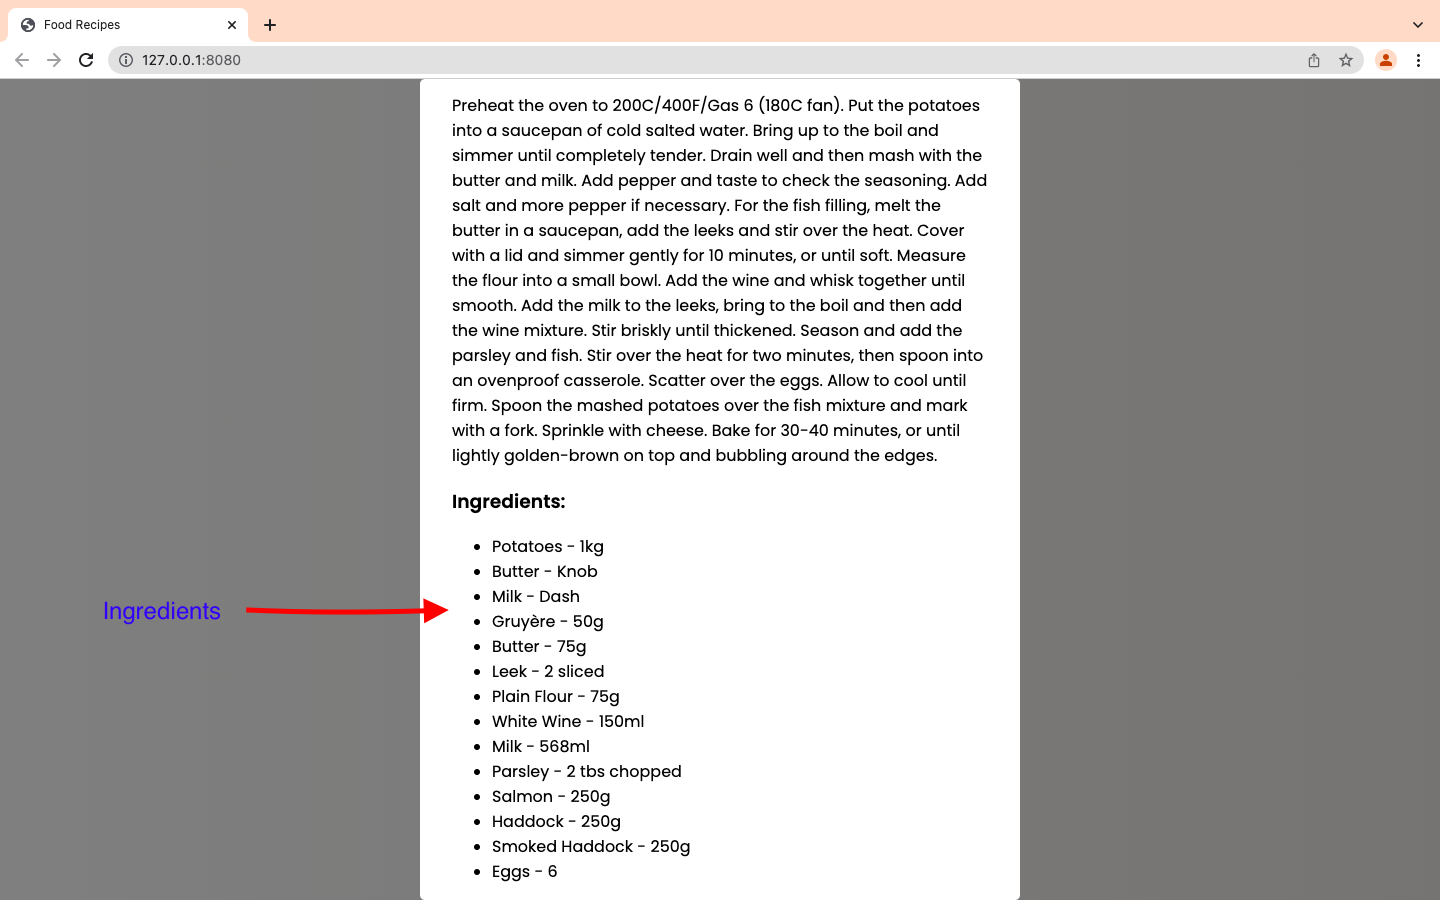 Food Recipes
127.0.0.1:8080
Preheat the oven to 200C/400F/Gas 6 (180C fan). Put the potatoes
into a saucepan of cold salted water. Bring up to the boil and
simmer until completely tender. Drain well and then mash with the
butter and milk. Add pepper and taste to check the seasoning. Add
salt and more pepper if necessary. For the fish filling, melt the
butter in a saucepan, add the leeks and stir over the heat. Cover
with a lid and simmer gently for 10 minutes, or until soft. Measure
the flour into a small bowl. Add the wine and whisk together until
smooth. Add the milk to the leeks, bring to the boil and then add
the wine mixture. Stir briskly until thickened. Season and add the
parsley and fish. Stir over the heat for two minutes, then spoon into
an ovenproof casserole. Scatter over the eggs. Allow to cool until
firm. Spoon the mashed potatoes over the fish mixture and mark
with a fork. Sprinkle with cheese. Bake for 30-40 minutes, or until
lightly golden-brown on top and bubbling around the edges.
Ingredients:
• Potatoes - 1kg
• Butter - Knob
• Milk - Dash
Ingredients
• Gruyère - 50g
• Butter - 75g
• Leek - 2 sliced
• Plain Flour - 75g
• White Wine - 150ml
• Milk - 568ml
• Parsley - 2 tbs chopped
• Salmon - 250g
• Haddock - 250g
• Smoked Haddock - 250g
• Eggs - 6